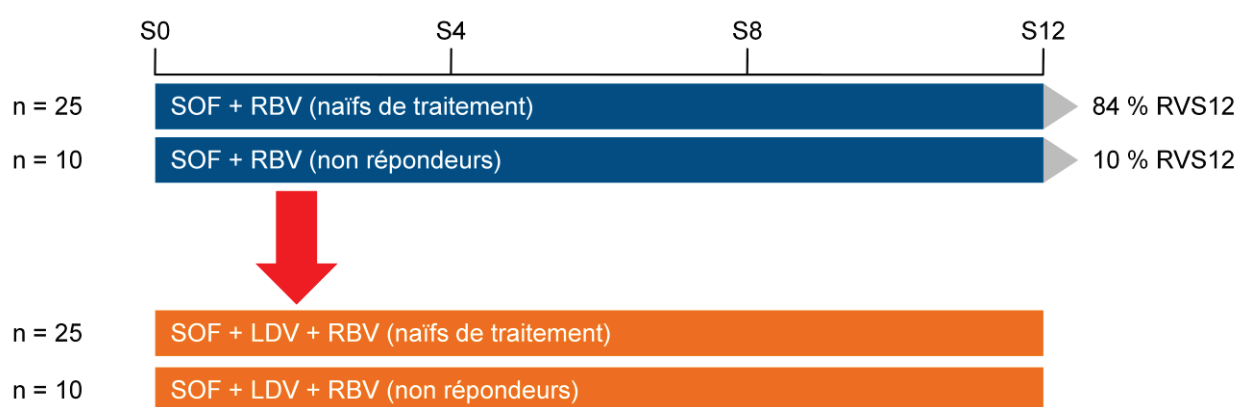 S0 S4 S8 S12
n = 25 SOF + RBV (naïfs de traitement) 84 % RVS12
n = 10 SOF + RBV (non répondeurs) 10 % RVS12
n = 25 SOF + LDV + RBV (naïfs de traitement)
n = 10 SOF + LDV + RBV (non répondeurs)